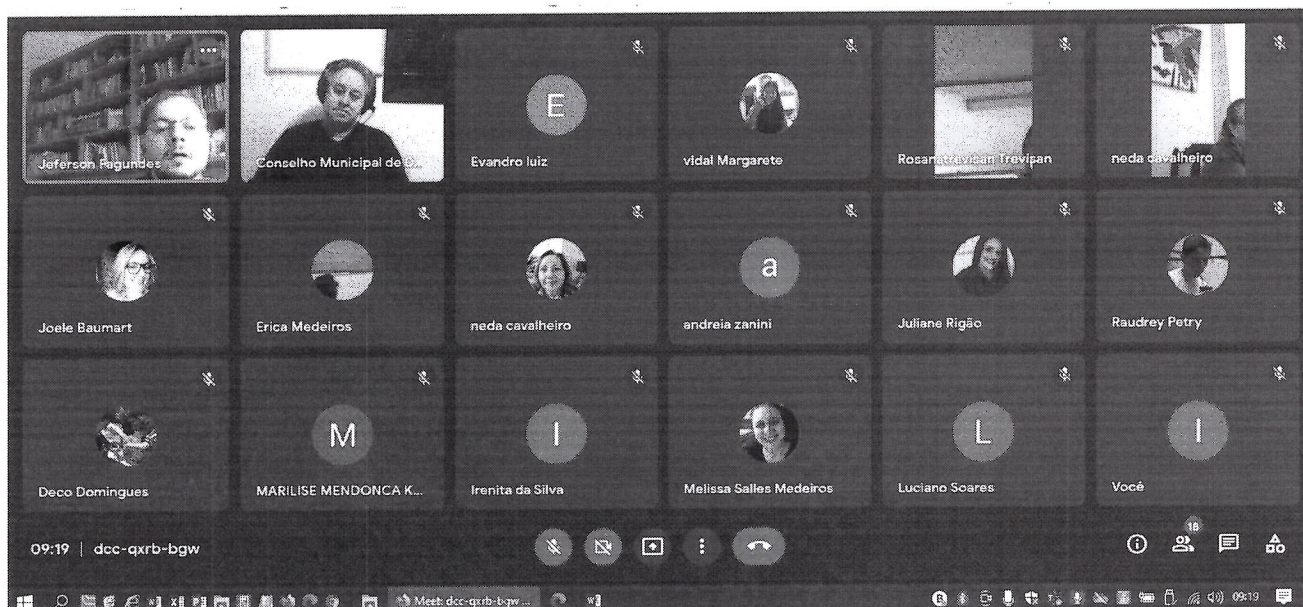 Jeferson Fagundes
Conselho Municipal de D...
E
Evandro luiz
vidal Margarete
Rosanatrevisan Trevisan
neda cavalheiro
Joele Baumart
Erica Medeiros
neda cavalheiro
a
andreia zanini
Juliane Rigão
Raudrey Petry
Deco Domingues
M
MARILISE MENDONCA K...
I
Irenita da Silva
Melissa Salles Medeiros
L
Luciano Soares
I
Você
09:19 | dcc-qxrb-bgw
18
Meet: dcc-qxrb-bgw ...
09:19